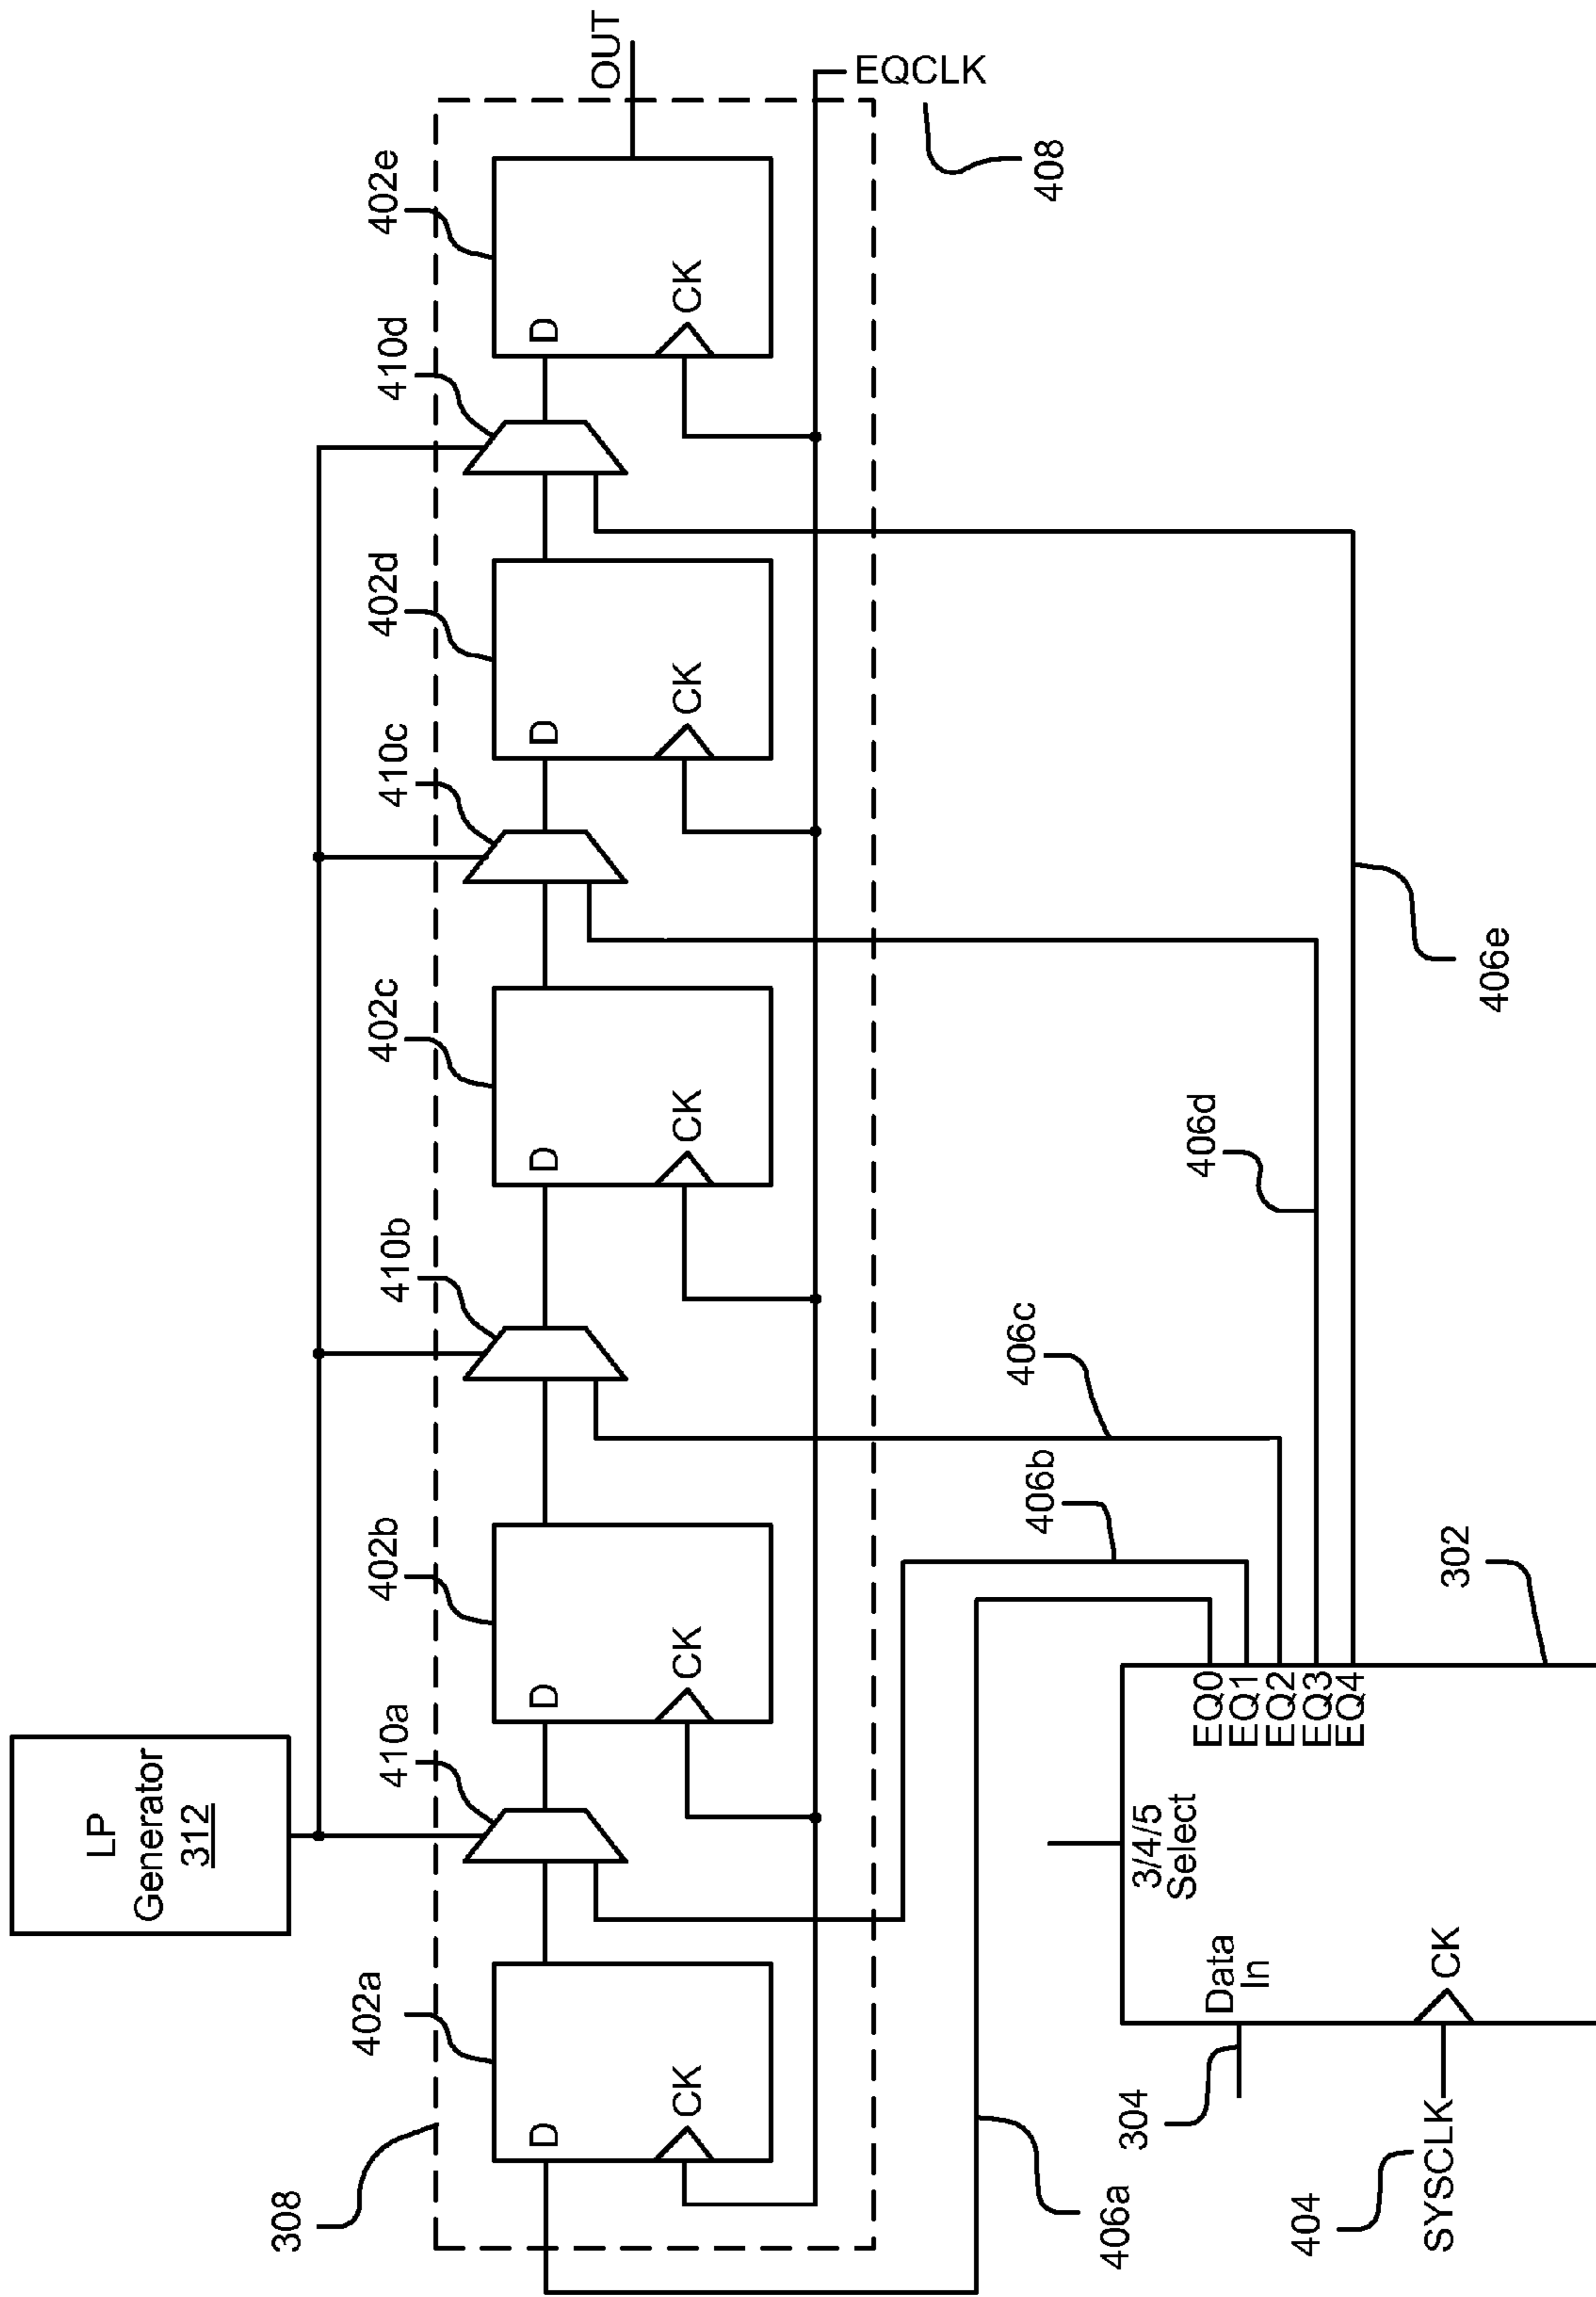 LP
Generator
312
308
402a
410a
402b
410b
402c
410c
402d
410d
402e
OUT
D
CK
D
CK
D
CK
D
CK
D
CK
EQCLK
408
406a
406b
406c
406d
406e
304
Data
In
3/4/5
Select
EQ0
EQ1
EQ2
EQ3
EQ4
302
404
SYSCLK
CK